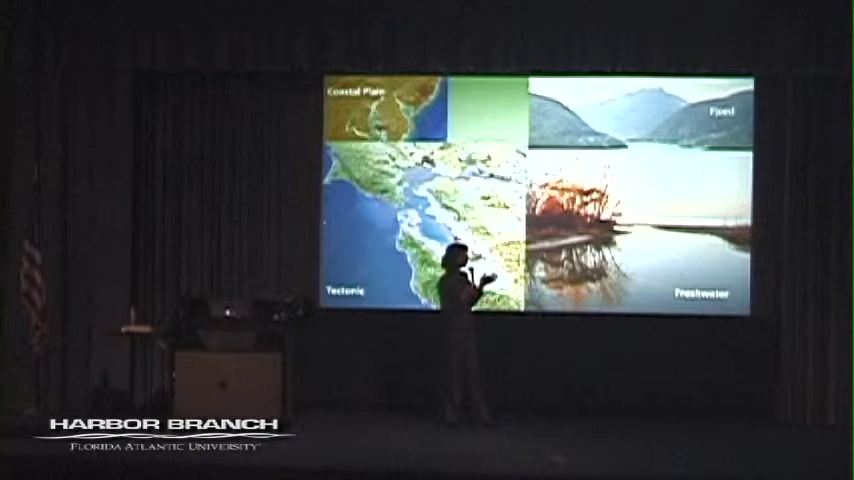 Coastal Plain
Fjord
Tectonic
Freshwater
HARBOR BRANCH
FLORIDA ATLANTIC UNIVERSITY